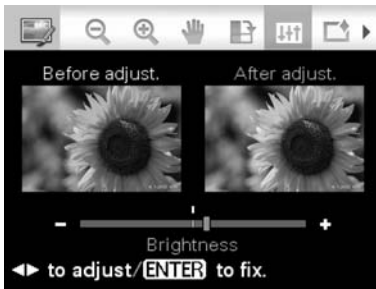 Before adjust. After adjust.
Brightness
◄► to adjust/ENTER to fix.